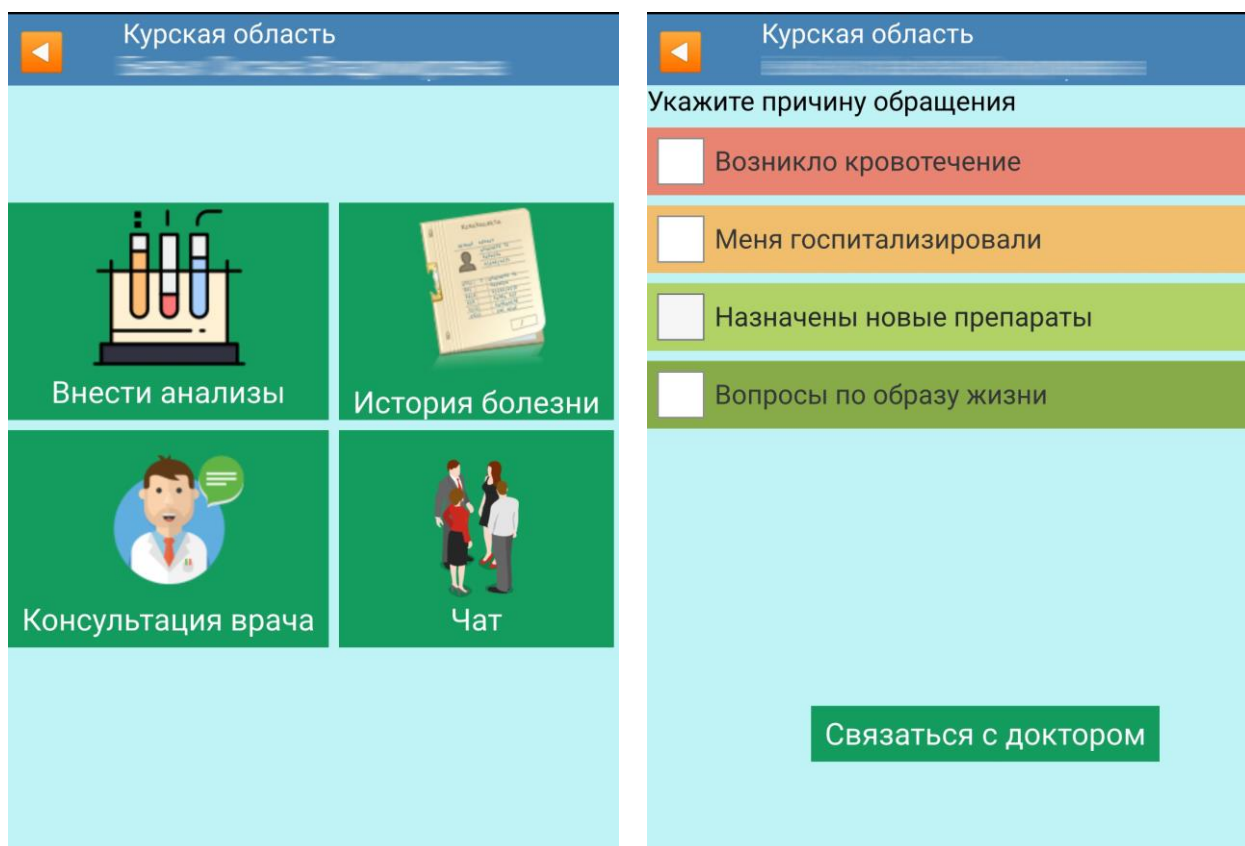 Курская область
Внести анализы
История болезни
Консультация врача
Чат
Курская область
Укажите причину обращения
Возникло кровотечение
Меня госпитализировали
Назначены новые препараты
Вопросы по образу жизни
Связаться с доктором